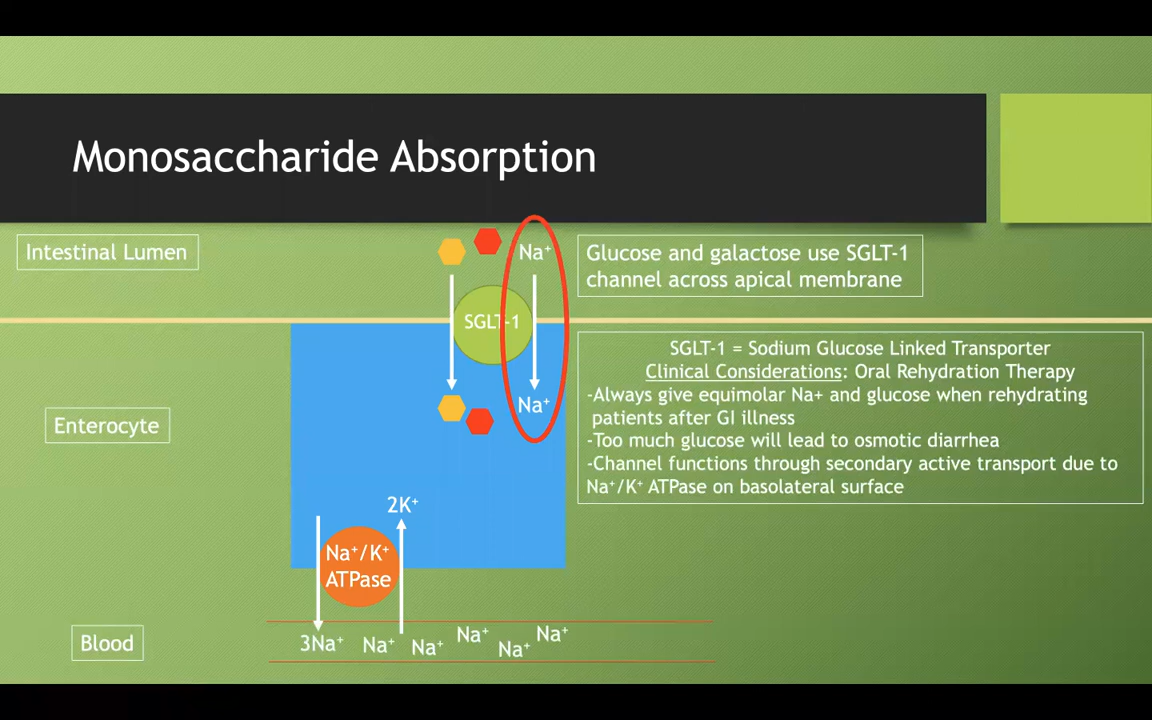 Monosaccharide Absorption
Intestinal Lumen
Na⁺
Glucose and galactose use SGLT-1
channel across apical membrane
SGLT-1
SGLT-1 = Sodium Glucose Linked Transporter
Clinical Considerations: Oral Rehydration Therapy
-Always give equimolar Na+ and glucose when rehydrating
patients after GI illness
-Too much glucose will lead to osmotic diarrhea
-Channel functions through secondary active transport due to
Na⁺/K⁺ ATPase on basolateral surface
Na⁺
Enterocyte
2K⁺
Na⁺/K⁺
ATPase
Blood
3Na⁺ Na⁺ Na⁺ Na⁺ Na⁺ Na⁺